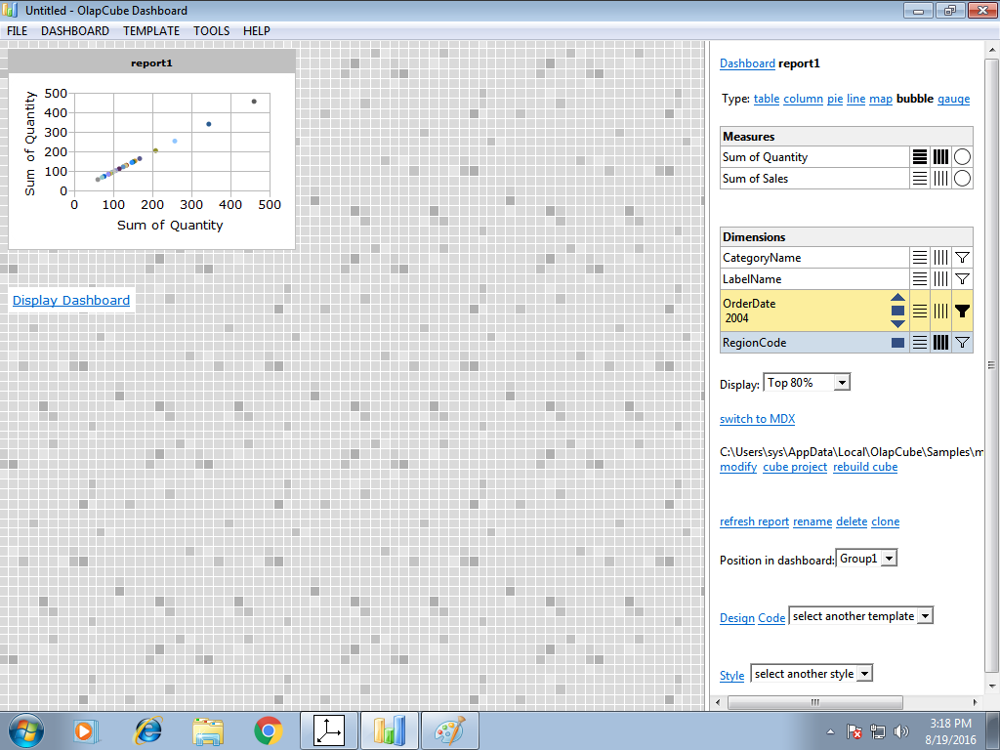 Untitled - OlapCube Dashboard
FILE DASHBOARD TEMPLATE TOOLS HELP
report1
Sum of Quantity
500
400
300
200
100
0
0 100 200 300 400 500
Sum of Quantity
Display Dashboard
Dashboard report1
Type: table column pie line map bubble gauge
Measures
Sum of Quantity
Sum of Sales
Dimensions
CategoryName
LabelName
OrderDate
2004
RegionCode
Display: Top 80%
switch to MDX
C:\Users\sys\AppData\Local\OlapCube\Samples\m
modify cube project rebuild cube
refresh report rename delete clone
Position in dashboard: Group1
Design Code select another template
Style select another style
3:18 PM
8/19/2016